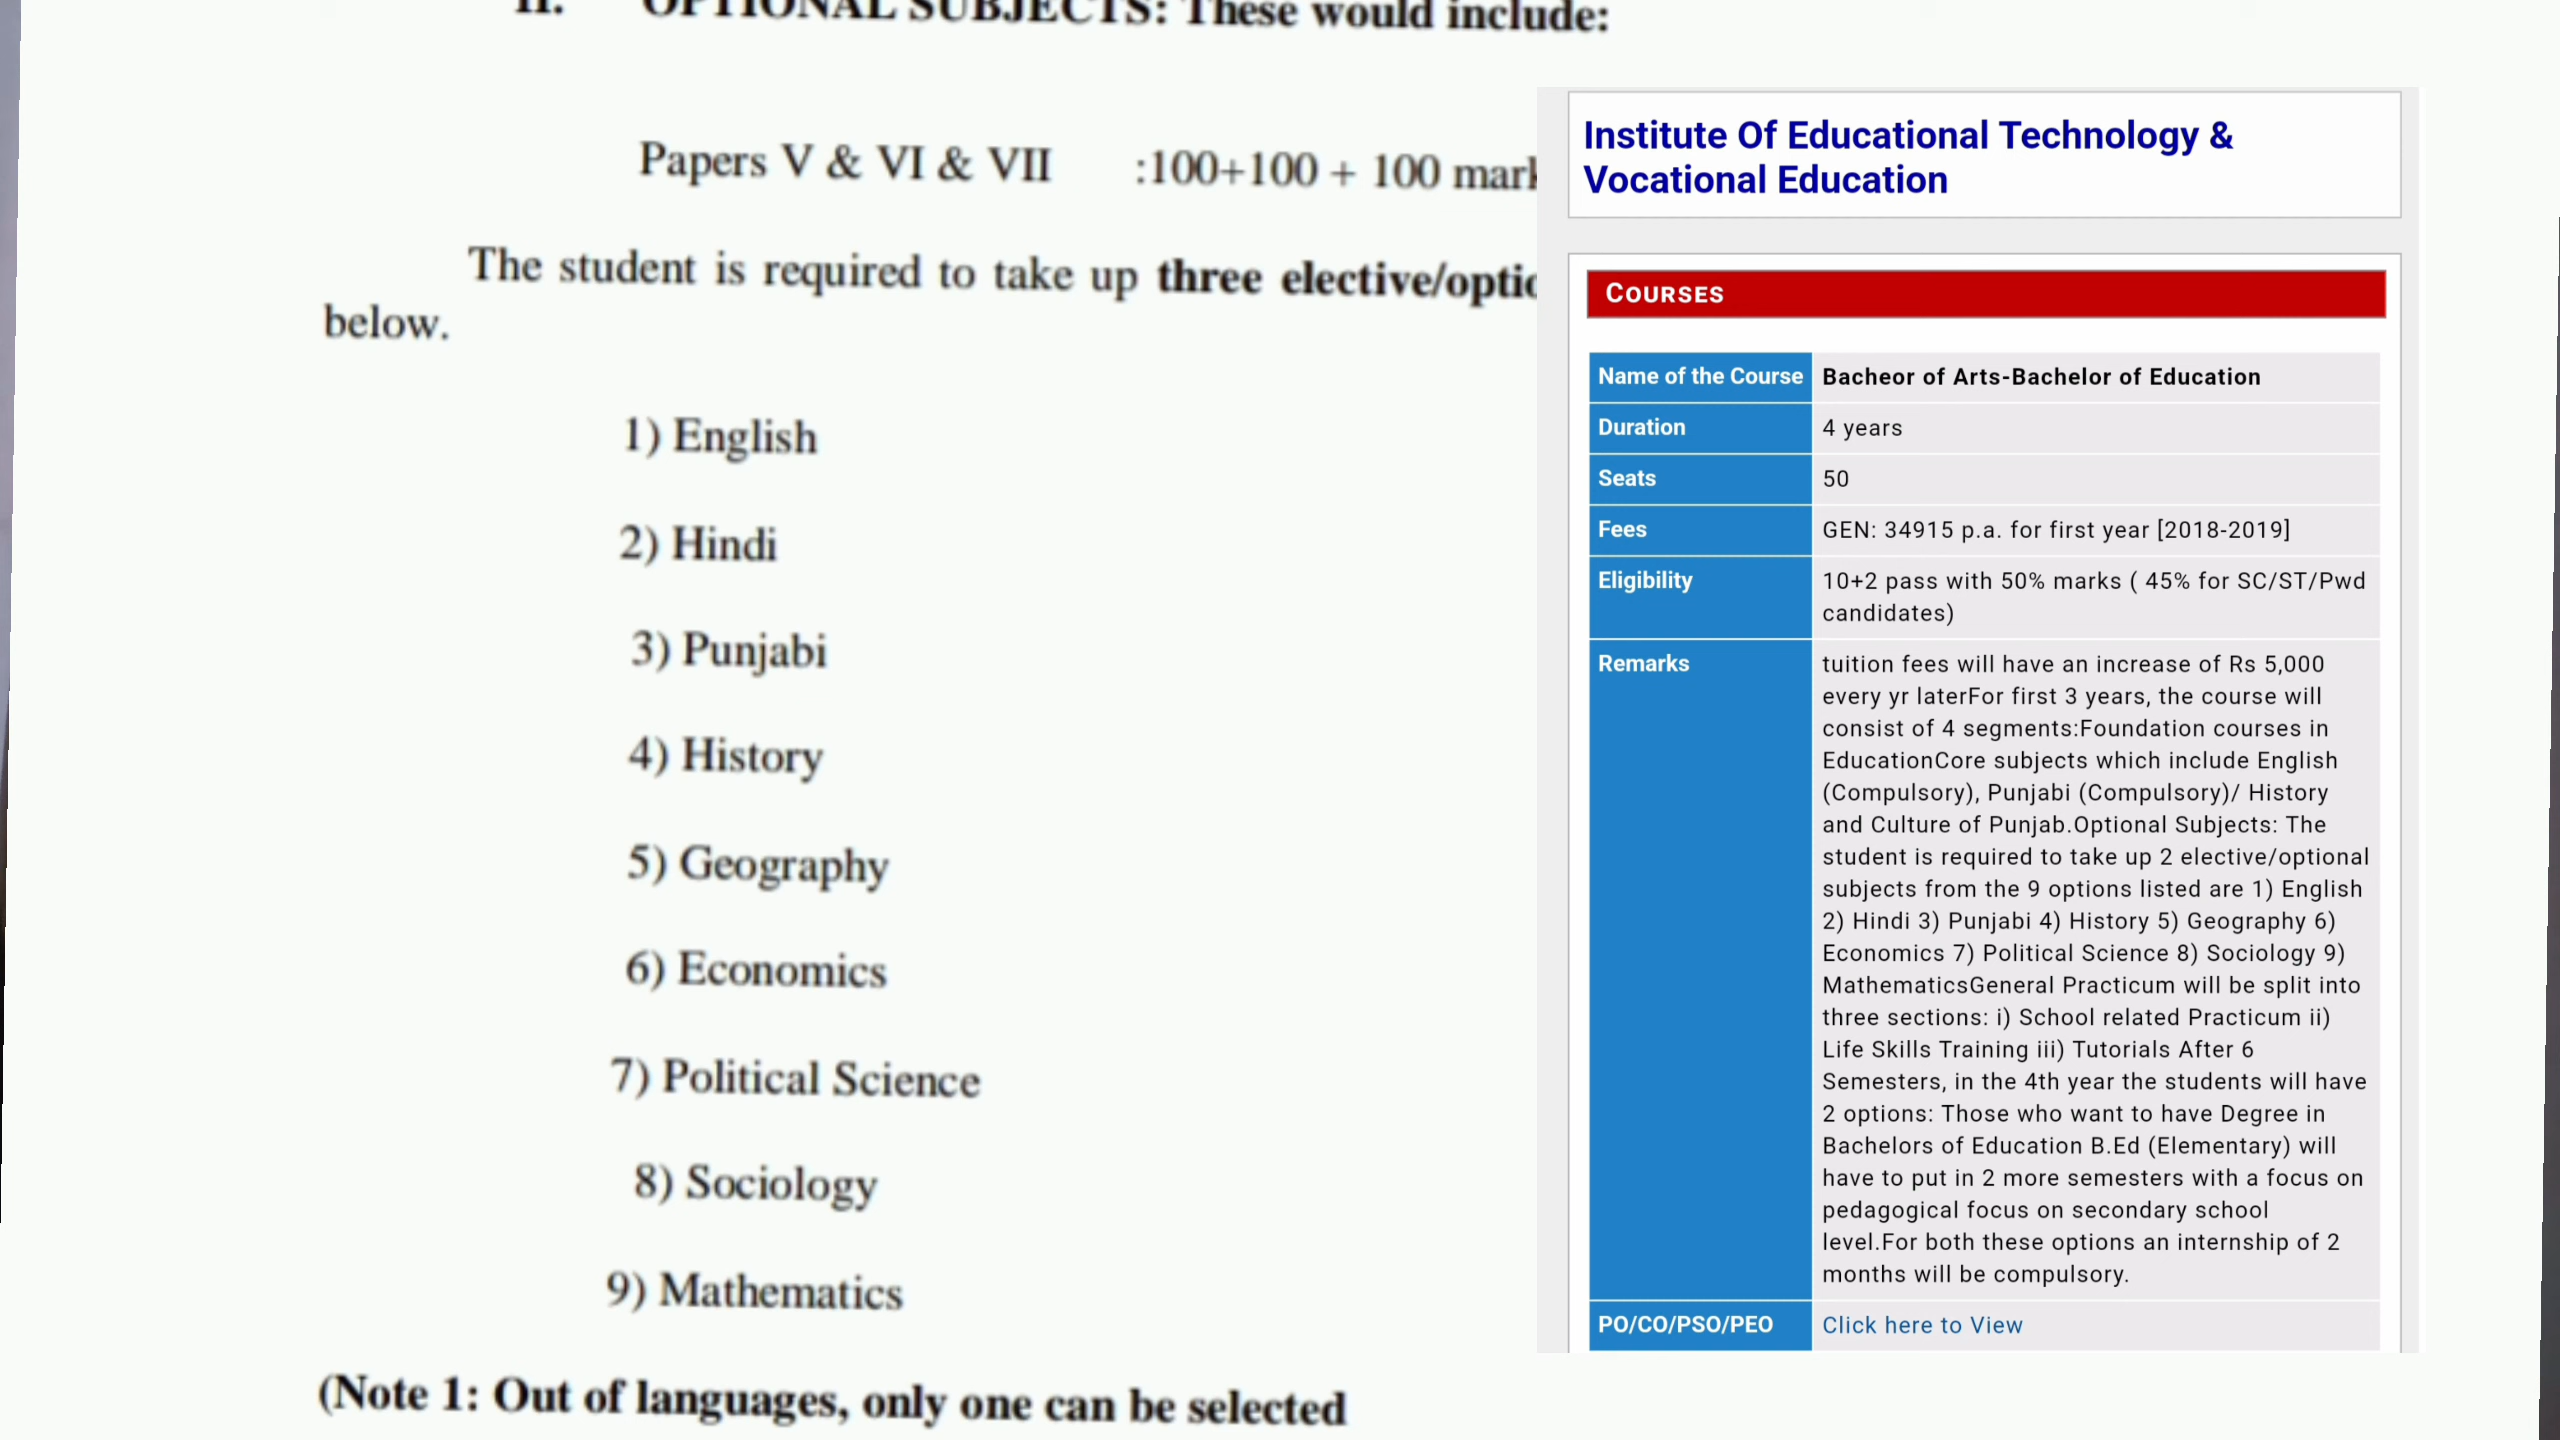 II. OPTIONAL SUBJECTS: These would include:
Papers V & VI & VII :100+100 + 100
The student is required to take up three
below.
1) English
2) Hindi
3) Punjabi
4) History
5) Geography
6) Economics
7) Political Science
8) Sociology
9) Mathematics
(Note 1: Out of languages, only one can be selected
Institute Of Educational Technology &
Vocational Education
COURSES
Name of the Course Bacheor of Arts-Bachelor of Education
Duration 4 years
Seats 50
Fees GEN: 34915 p.a. for first year [2018-2019]
Eligibility 10+2 pass with 50% marks ( 45% for SC/ST/Pwd
candidates)
Remarks tuition fees will have an increase of Rs 5,000
every yr laterFor first 3 years, the course will
consist of 4 segments:Foundation courses in
EducationCore subjects which include English
(Compulsory), Punjabi (Compulsory)/ History
and Culture of Punjab.Optional Subjects: The
student is required to take up 2 elective/optional
subjects from the 9 options listed are 1) English
2) Hindi 3) Punjabi 4) History 5) Geography 6)
Economics 7) Political Science 8) Sociology 9)
MathematicsGeneral Practicum will be split into
three sections: i) School related Practicum ii)
Life Skills Training iii) Tutorials After 6
Semesters, in the 4th year the students will have
2 options: Those who want to have Degree in
Bachelors of Education B.Ed (Elementary) will
have to put in 2 more semesters with a focus on
pedagogical focus on secondary school
level.For both these options an internship of 2
months will be compulsory.
PO/CO/PSO/PEO Click here to View